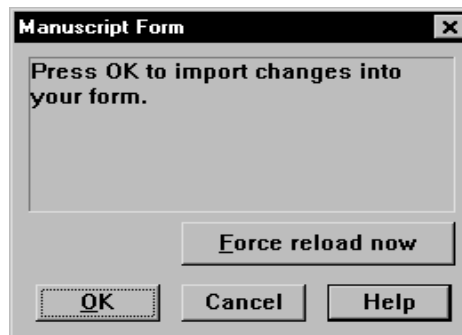 Manuscript Form
Press OK to import changes into
your form.
Force reload now
OK
Cancel
Help